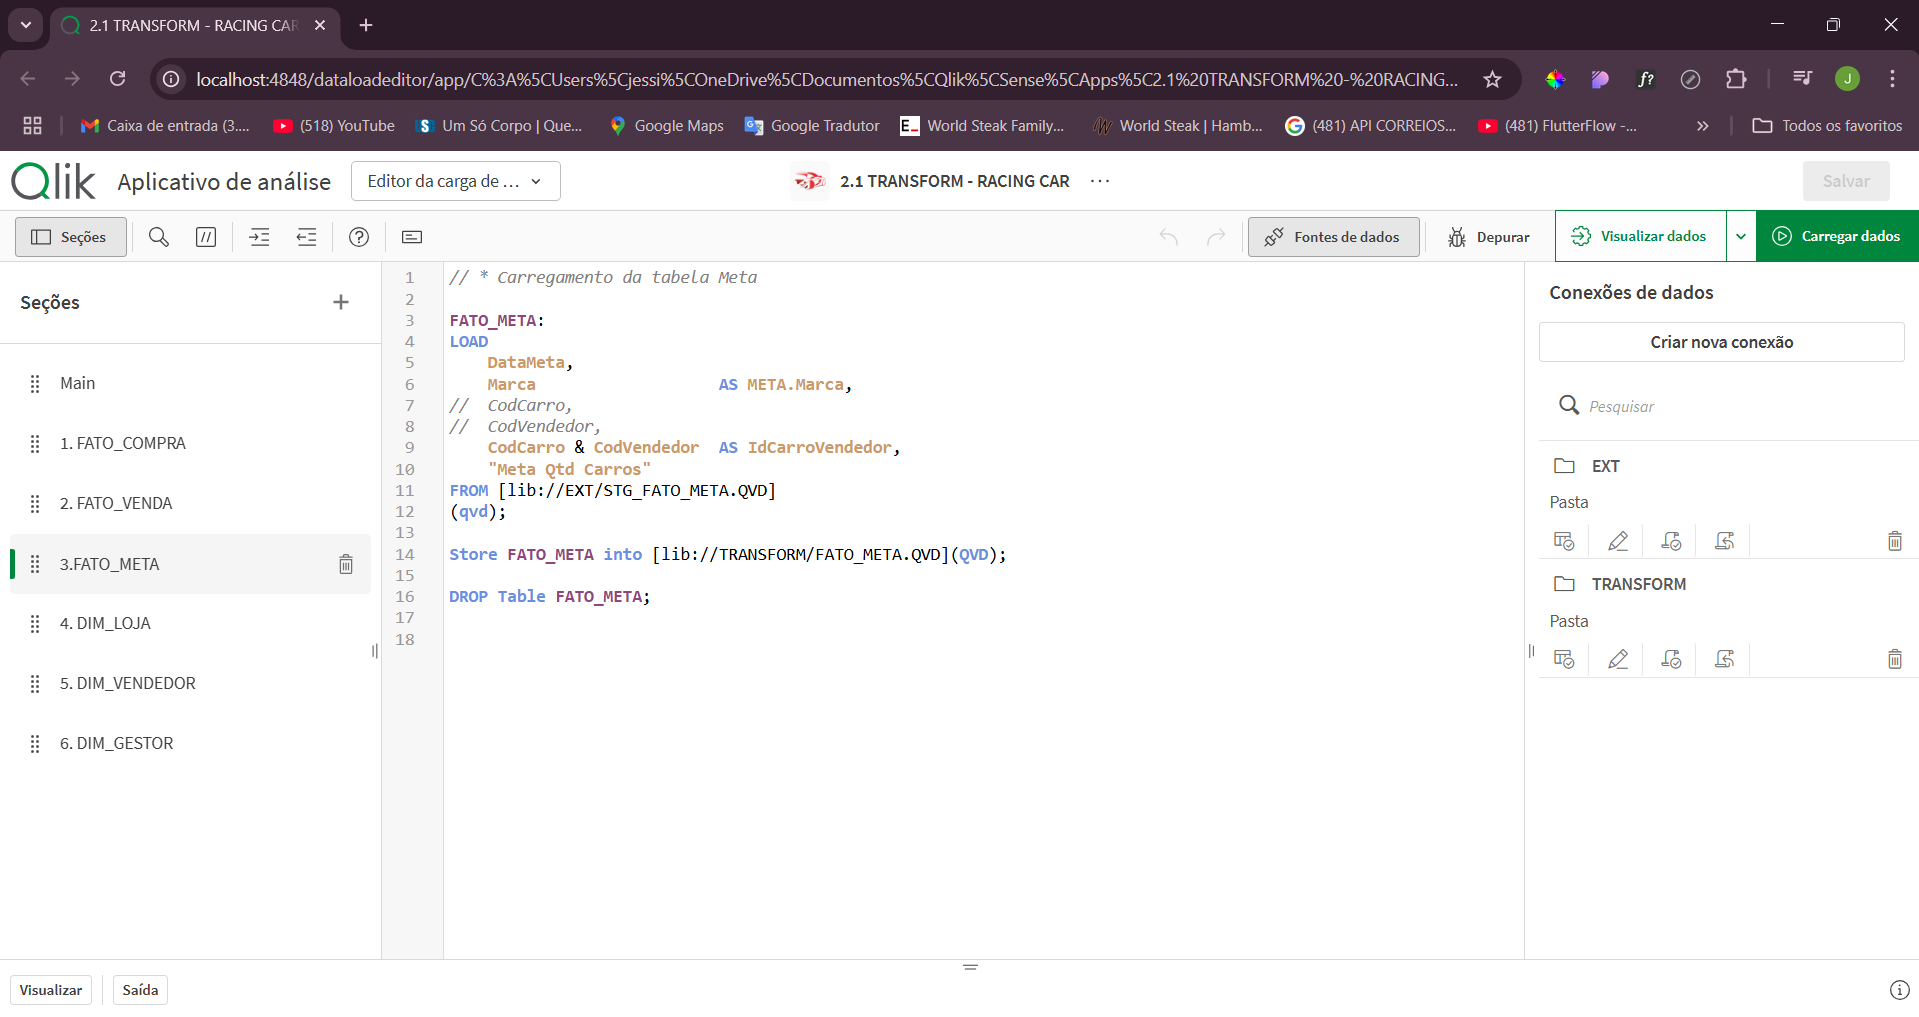 2.1 TRANSFORM - RACING CAR
localhost:4848/dataloadeditor/app/C%3A%5CUsers%5Cjessi%5COneDrive%5CDocumentos%5CQlik%5CSense%5CApps%5C2.1%20TRANSFORM%20-%20RACING...
f?
J
Caixa de entrada (3....
(518) YouTube
Um Só Corpo | Que...
Google Maps
Google Tradutor
World Steak Family...
World Steak | Hamb...
(481) API CORREIOS...
(481) FlutterFlow -...
Todos os favoritos
Qlik
Aplicativo de análise
Editor da carga de ...
2.1 TRANSFORM - RACING CAR
Salvar
Seções
Fontes de dados
Depurar
Visualizar dados
Carregar dados
Seções
Main
1. FATO_COMPRA
2. FATO_VENDA
3.FATO_META
4. DIM_LOJA
5. DIM_VENDEDOR
6. DIM_GESTOR
1 // * Carregamento da tabela Meta
2
3 FATO_META:
4 LOAD
5 DataMeta,
6 Marca AS META.Marca,
7 // CodCarro,
8 // CodVendedor,
9 CodCarro & CodVendedor AS IdCarroVendedor,
10 "Meta Qtd Carros"
11 FROM [lib://EXT/STG_FATO_META.QVD]
12 (qvd);
13
14 Store FATO_META into [lib://TRANSFORM/FATO_META.QVD](QVD);
15
16 DROP Table FATO_META;
17
18
Conexões de dados
Criar nova conexão
Pesquisar
EXT
Pasta
TRANSFORM
Pasta
Visualizar
Saída